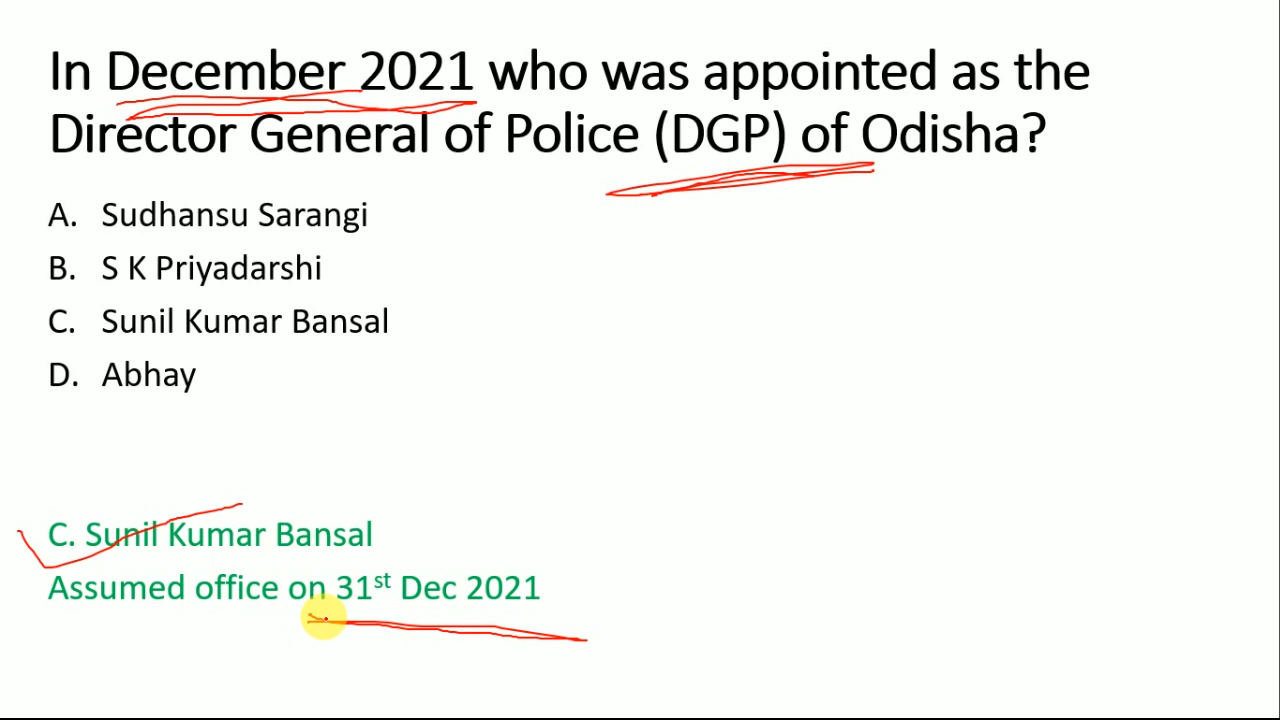 In December 2021 who was appointed as the
Director General of Police (DGP) of Odisha?
A. Sudhansu Sarangi
B. S K Priyadarshi
C. Sunil Kumar Bansal
D. Abhay
C. Sunil Kumar Bansal
Assumed office on 31st Dec 2021